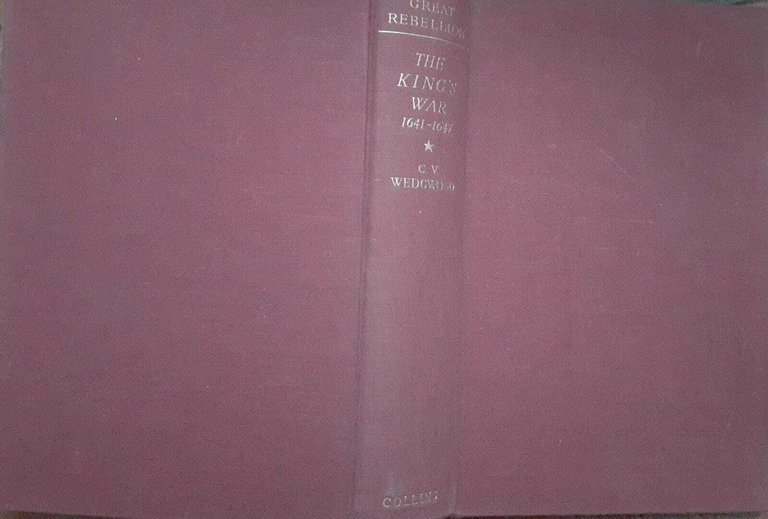 GREAT
REBELLION
THE
KING'S
WAR
1641-1647
C. V.
WEDGWOOD
COLLINS